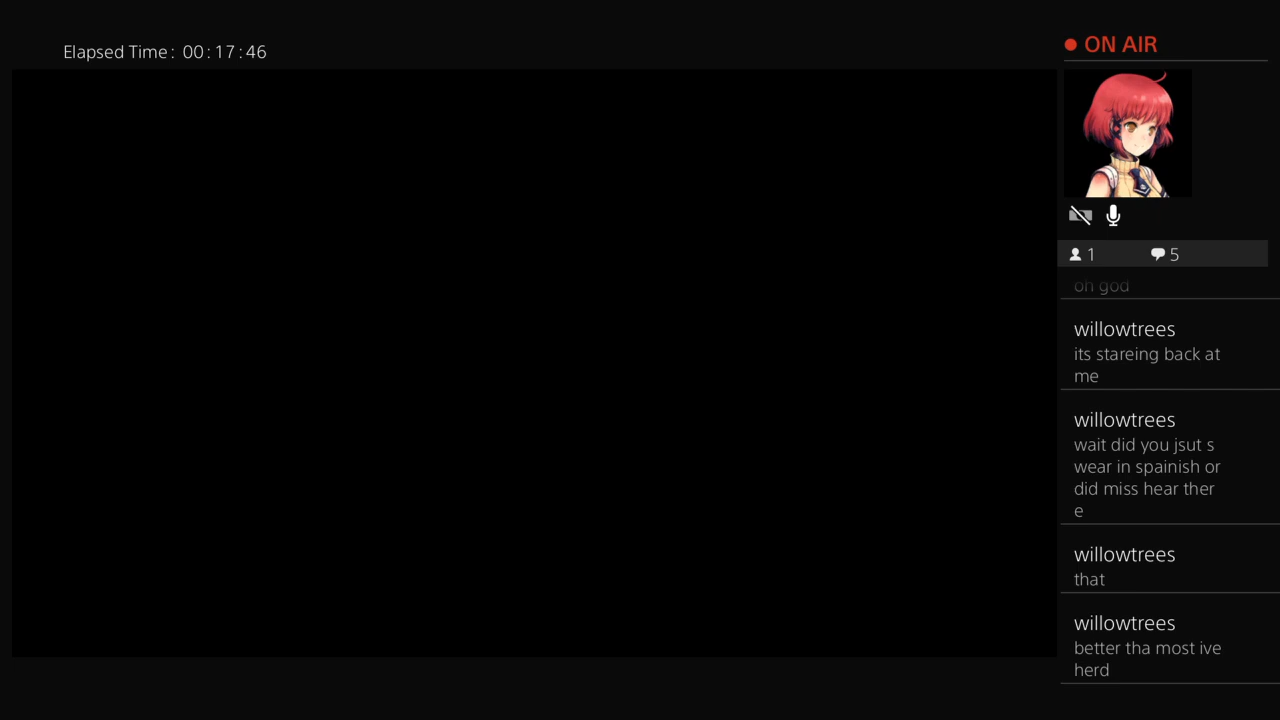 Elapsed Time: 00:17:46
ON AIR
1
5
oh god
willowtrees
its stareing back at
me
willowtrees
wait did you jsut s
wear in spainish or
did miss hear ther
e
willowtrees
that
willowtrees
better tha most ive
herd